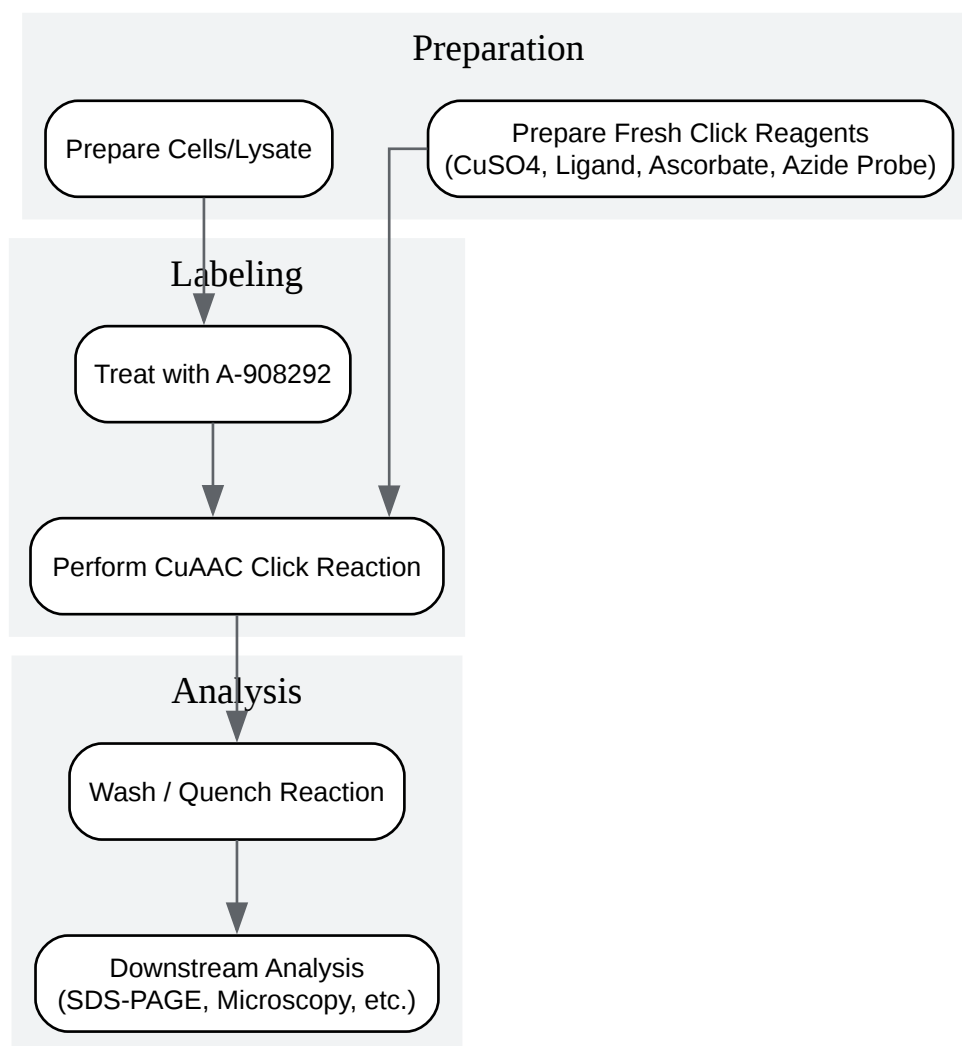 Preparation
Prepare Cells/Lysate
Prepare Fresh Click Reagents
(CuSO4, Ligand, Ascorbate, Azide Probe)
Labeling
Treat with A-908292
Perform CuAAC Click Reaction
Analysis
Wash / Quench Reaction
Downstream Analysis
(SDS-PAGE, Microscopy, etc.)